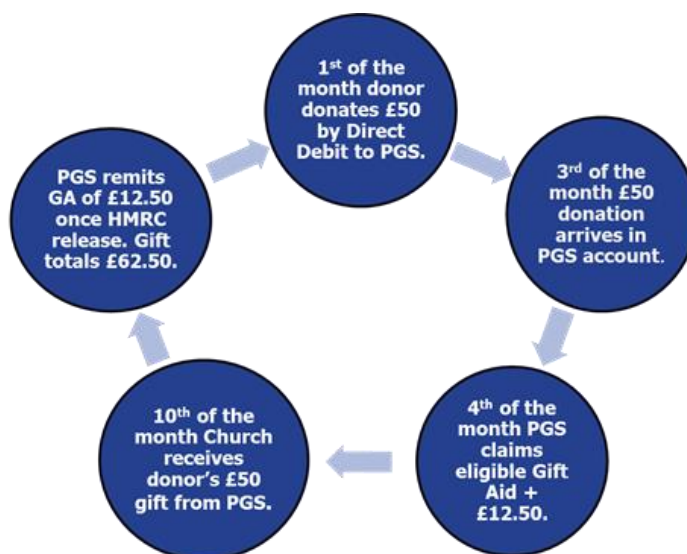 1st of the
month donor
donates £50
by Direct
Debit to PGS.
3rd of the
month £50
donation
arrives in
PGS account.
4th of the
month PGS
claims
eligible Gift
Aid +
£12.50.
10th of the
month Church
receives
donor’s £50
gift from PGS.
PGS remits
GA of £12.50
once HMRC
release. Gift
totals £62.50.